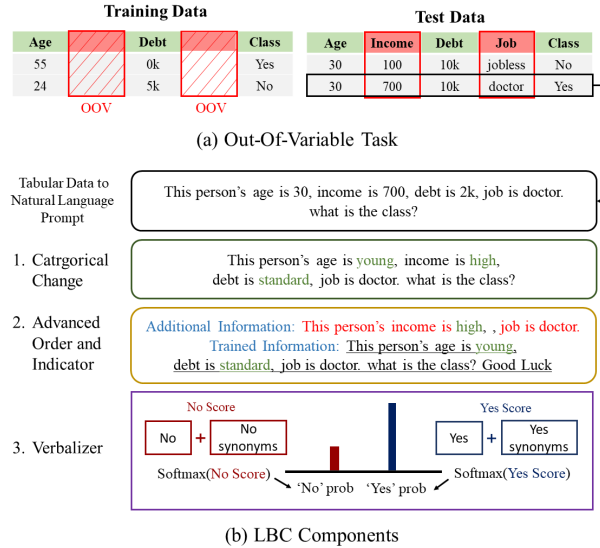 Training Data
Age Debt Class
55 0k Yes
24 5k No
OOV OOV
Test Data
Age Income Debt Job Class
30 100 10k jobless No
30 700 10k doctor Yes
(a) Out-Of-Variable Task
Tabular Data to
Natural Language
Prompt
This person's age is 30, income is 700, debt is 2k, job is doctor.
what is the class?
1. Catrgorical
Change
This person's age is young, income is high,
debt is standard, job is doctor. what is the class?
2. Advanced
Order and
Indicator
Additional Information: This person's income is high, , job is doctor.
Trained Information: This person's age is young,
debt is standard, job is doctor. what is the class? Good Luck
3. Verbalizer
No Score
No + No
synonyms
Softmax(No Score)
'No' prob 'Yes' prob
Yes Score
Yes + Yes
synonyms
Softmax(Yes Score)
(b) LBC Components